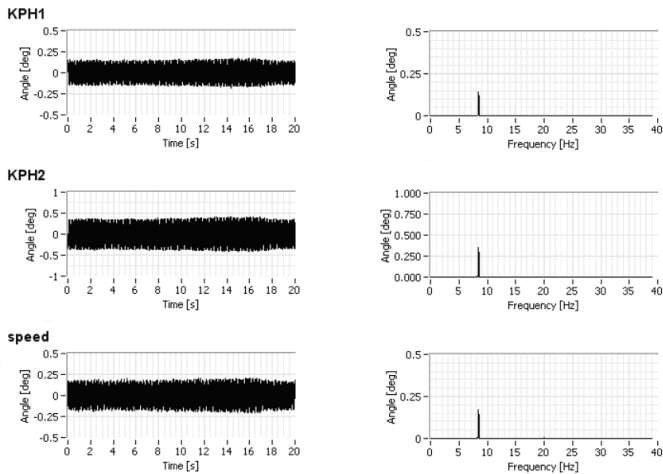 KPH1
0.5
0.25
0
-0.25
-0.5
Angle [deg]
0 2 4 6 8 10 12 14 16 18 20
Time [s]
0.5
0.25
0
Angle [deg]
0 5 10 15 20 25 30 35 40
Frequency [Hz]
KPH2
1
0.5
0
-0.5
-1
Angle [deg]
0 2 4 6 8 10 12 14 16 18 20
Time [s]
1.000
0.750
0.500
0.250
0.000
Angle [deg]
0 5 10 15 20 25 30 35 40
Frequency [Hz]
speed
0.5
0.25
0
-0.25
-0.5
Angle [deg]
0 2 4 6 8 10 12 14 16 18 20
Time [s]
0.5
0.25
0
Angle [deg]
0 5 10 15 20 25 30 35 40
Frequency [Hz]